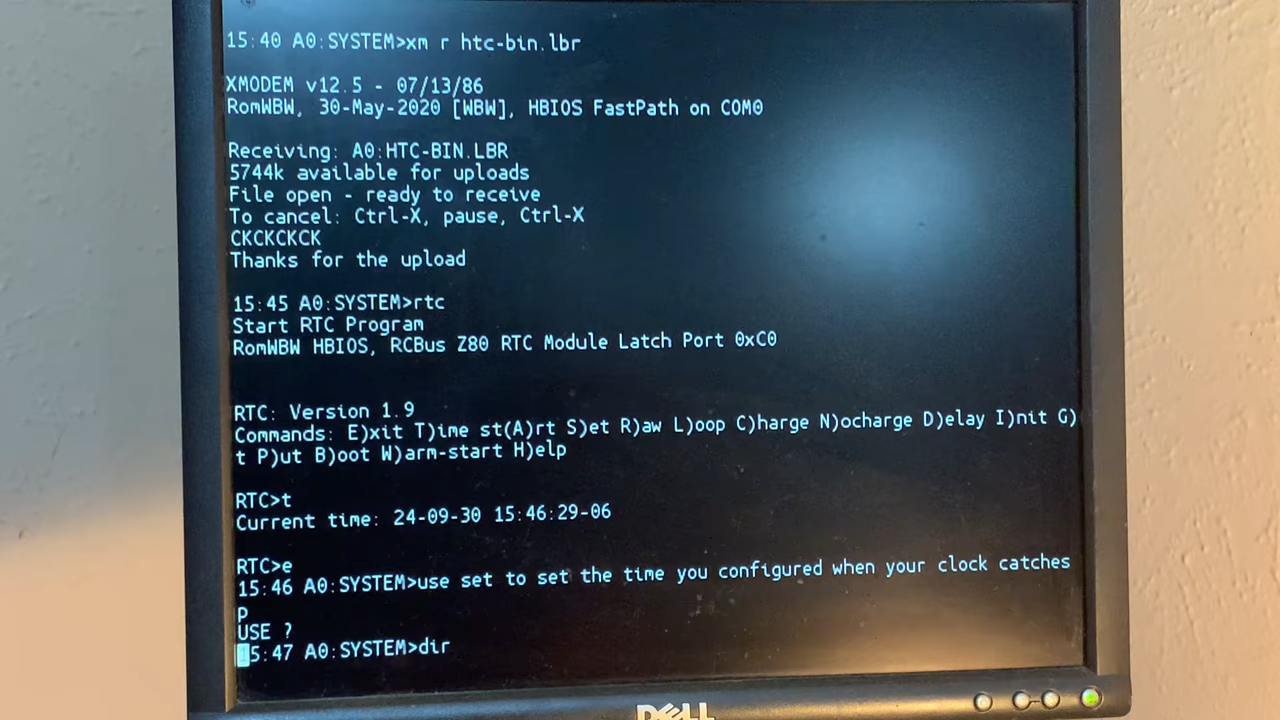 15:40 A0:SYSTEM>xm r htc-bin.lbr
XMODEM v12.5 - 07/13/86
RomWBW, 30-May-2020 [WBW], HBIOS FastPath on COM0
Receiving: A0:HTC-BIN.LBR
5744k available for uploads
File open - ready to receive
To cancel: Ctrl-X, pause, Ctrl-X
CKCKCKCK
Thanks for the upload
15:45 A0:SYSTEM>rtc
Start RTC Program
RomWBW HBIOS, RCBus Z80 RTC Module Latch Port 0xC0
RTC: Version 1.9
Commands: E)xit T)ime st(A)rt S)et R)aw L)oop C)harge N)ocharge D)elay I)nit G)
t P)ut B)oot W)arm-start H)elp
RTC>t
Current time: 24-09-30 15:46:29-06
RTC>e
15:46 A0:SYSTEM>use set to set the time you configured when your clock catches
P
USE ?
15:47 A0:SYSTEM>dir
DELL